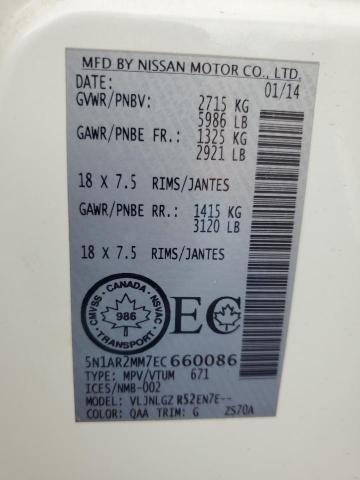 MFD BY NISSAN MOTOR CO., LTD.
DATE: 01/14
GVWR/PNBV: 2715 KG
5986 LB
GAWR/PNBE FR.: 1325 KG
2921 LB
18 X 7.5 RIMS/JANTES
GAWR/PNBE RR.: 1415 KG
3120 LB
18 X 7.5 RIMS/JANTES
CANADA
CMVSS NSVAC
986
TRANSPORT
EC
5N1AR2MM7EC660086
TYPE: MPV/VTUM 671
ICES/NMB-002
MODEL: VLJNLGZ R52EN7E--
COLOR: QAA TRIM: G ZS70A